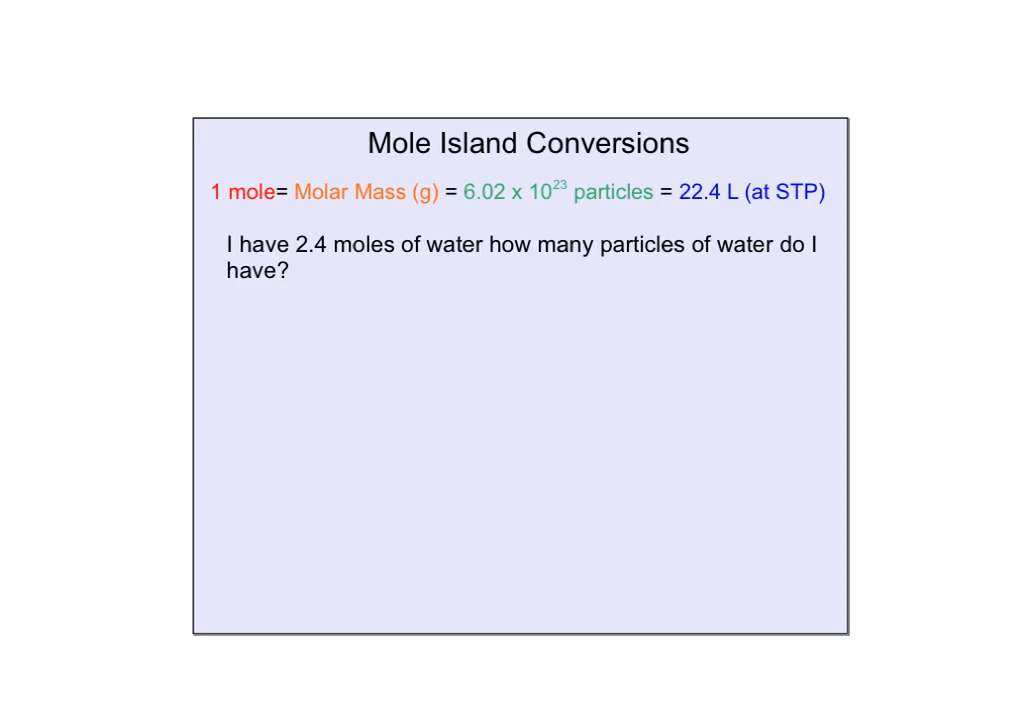 Mole Island Conversions
1 mole= Molar Mass (g) = 6.02 x 10²³ particles = 22.4 L (at STP)
I have 2.4 moles of water how many particles of water do I
have?